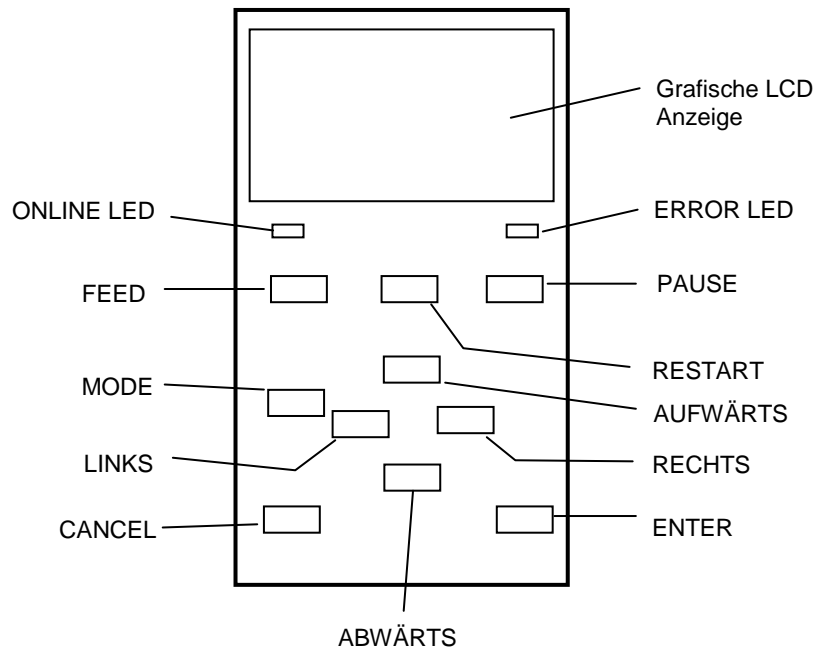 Grafische LCD
Anzeige
ONLINE LED
ERROR LED
FEED
PAUSE
RESTART
MODE
AUFWÄRTS
LINKS
RECHTS
CANCEL
ENTER
ABWÄRTS